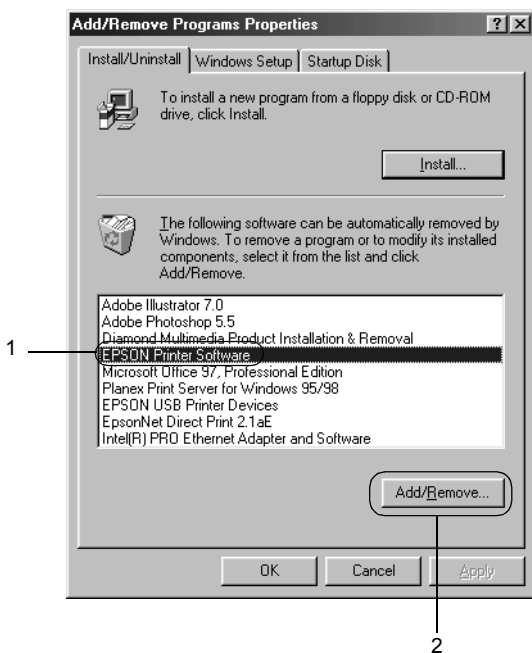 Add/Remove Programs Properties
Install/Uninstall Windows Setup Startup Disk
To install a new program from a floppy disk or CD-ROM
drive, click Install.
Install...
The following software can be automatically removed by
Windows. To remove a program or to modify its installed
components, select it from the list and click
Add/Remove.
Adobe Illustrator 7.0
Adobe Photoshop 5.5
Diamond Multimedia Product Installation & Removal
1
EPSON Printer Software
Microsoft Office 97, Professional Edition
Planex Print Server for Windows 95/98
EPSON USB Printer Devices
EpsonNet Direct Print 2.1aE
Intel(R) PRO Ethernet Adapter and Software
Add/Remove...
OK Cancel Apply
2